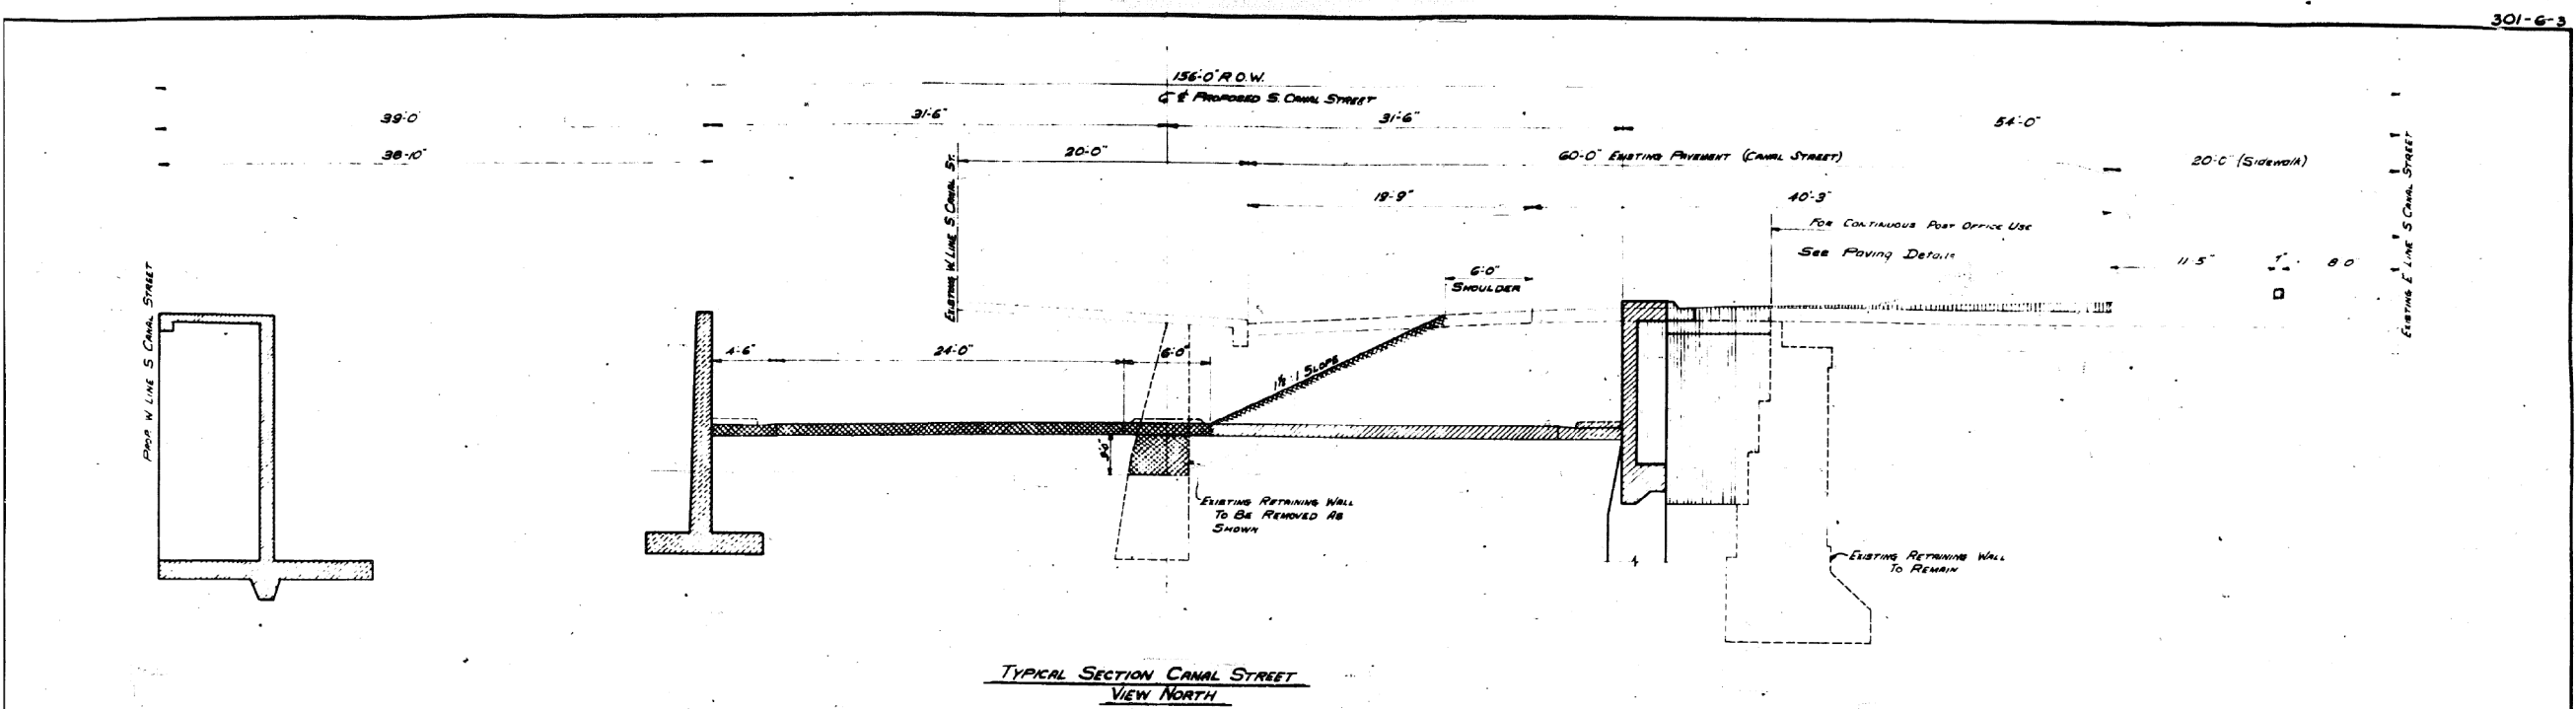 301-6-3
156'-0" R.O.W.
℄ PROPOSED S. CANAL STREET
39'-0"
31'-6"
31'-6"
54'-0"
38'-10"
20'-0"
60'-0" EXISTING PAVEMENT (CANAL STREET)
20'-0" (Sidewalk)
19'-9"
40'-3"
FOR CONTINUOUS POST OFFICE USE
See Paving Details
EXISTING W LINE S CANAL ST.
EXISTING E LINE S CANAL STREET
PROP. W LINE S CANAL STREET
6'-0"
SHOULDER
11'-5"
7"
8'-0"
4'-6"
24'-0"
6'-0"
1½:1 SLOPE
EXISTING RETAINING WALL
TO BE REMOVED AS
SHOWN
EXISTING RETAINING WALL
TO REMAIN
TYPICAL SECTION CANAL STREET
VIEW NORTH